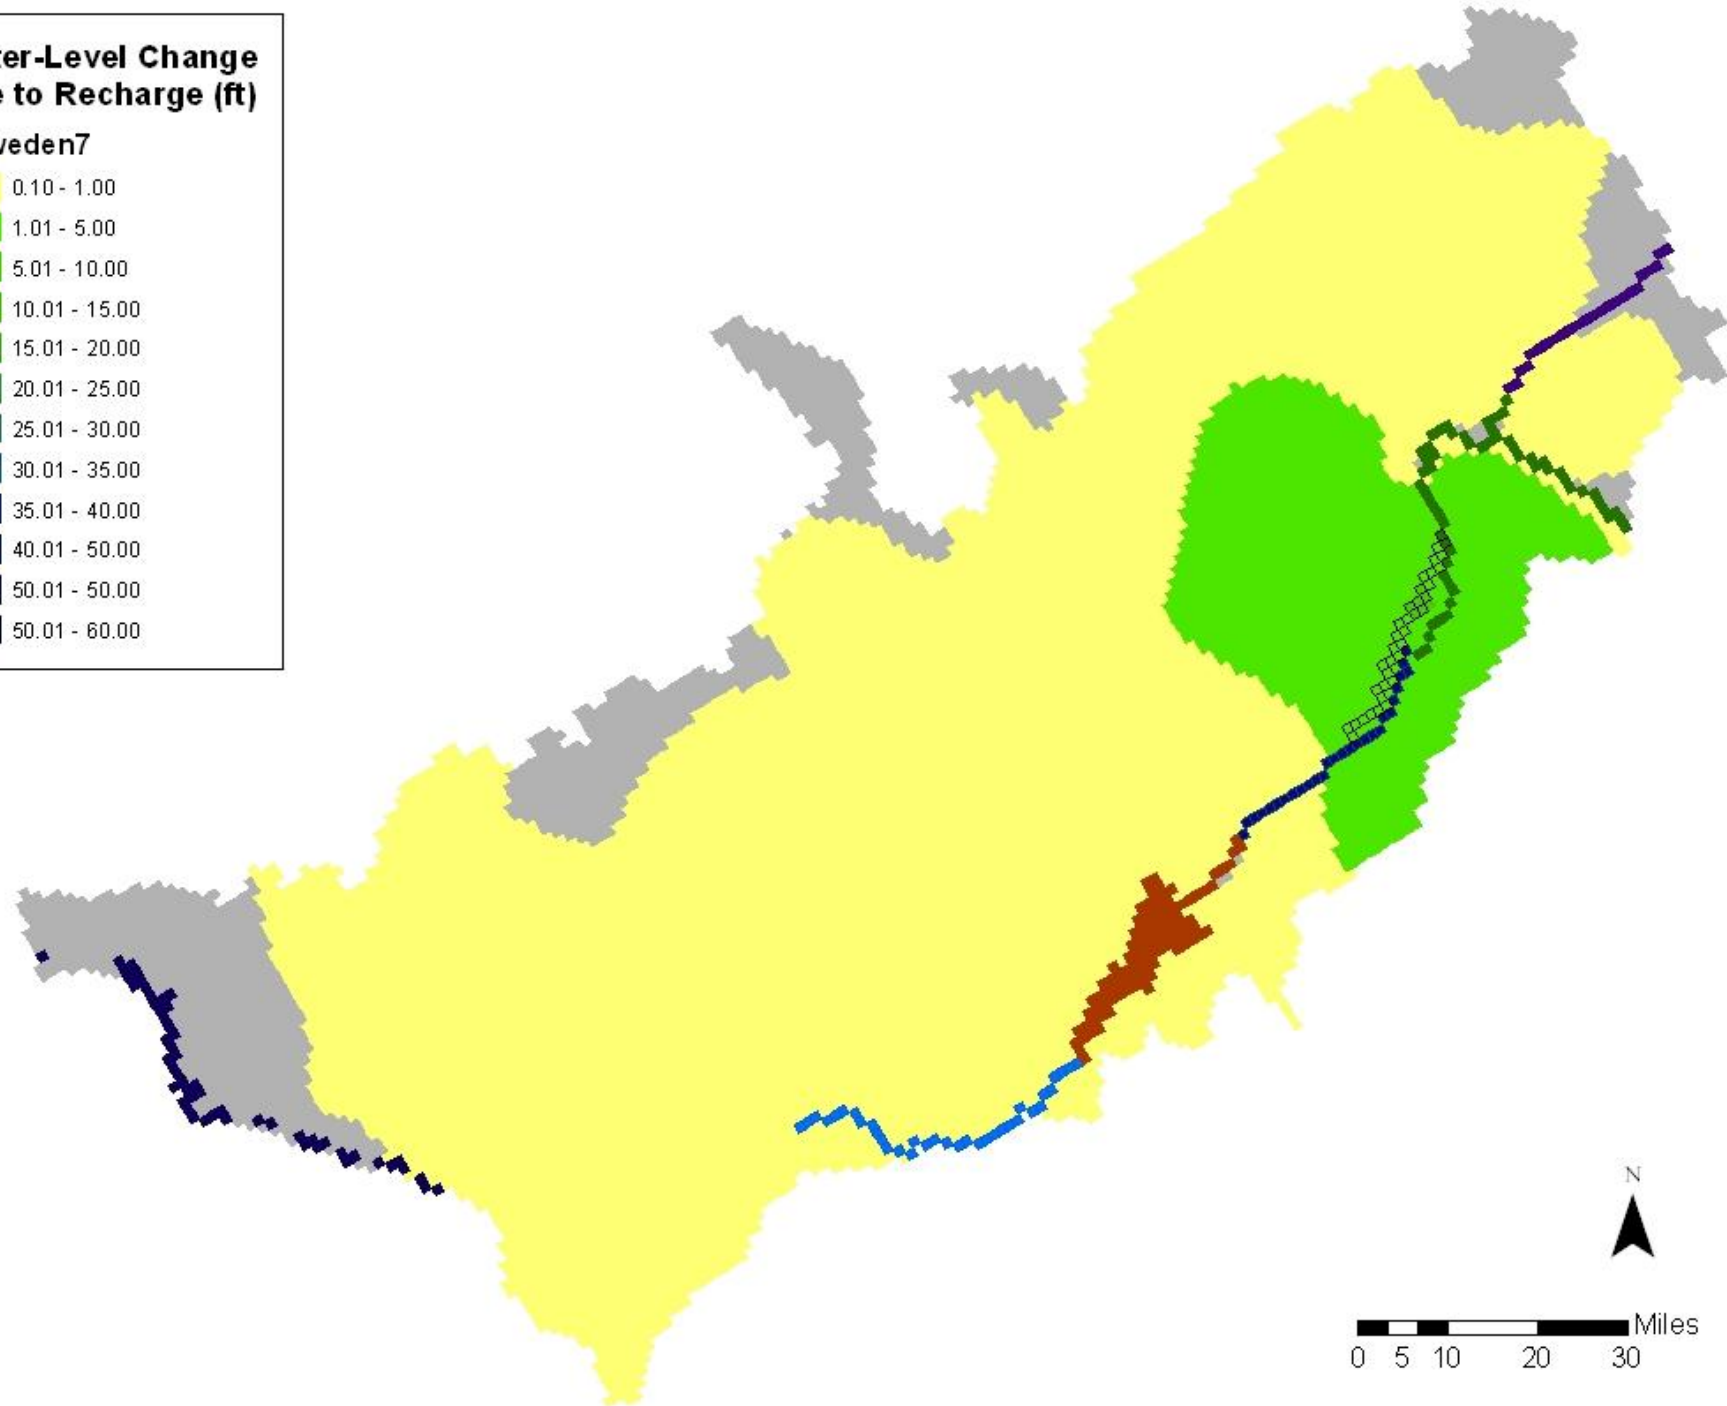 ter-Level Change
e to Recharge (ft)
veden7
0.10 - 1.00
1.01 - 5.00
5.01 - 10.00
10.01 - 15.00
15.01 - 20.00
20.01 - 25.00
25.01 - 30.00
30.01 - 35.00
35.01 - 40.00
40.01 - 50.00
50.01 - 50.00
50.01 - 60.00
N
Miles
0 5 10 20 30